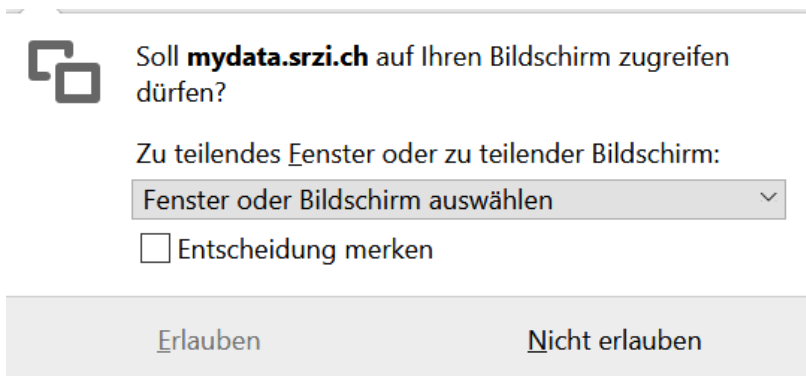 Soll mydata.srzi.ch auf Ihren Bildschirm zugreifen
dürfen?
Zu teilendes Fenster oder zu teilender Bildschirm:
Fenster oder Bildschirm auswählen
Entscheidung merken
Erlauben
Nicht erlauben